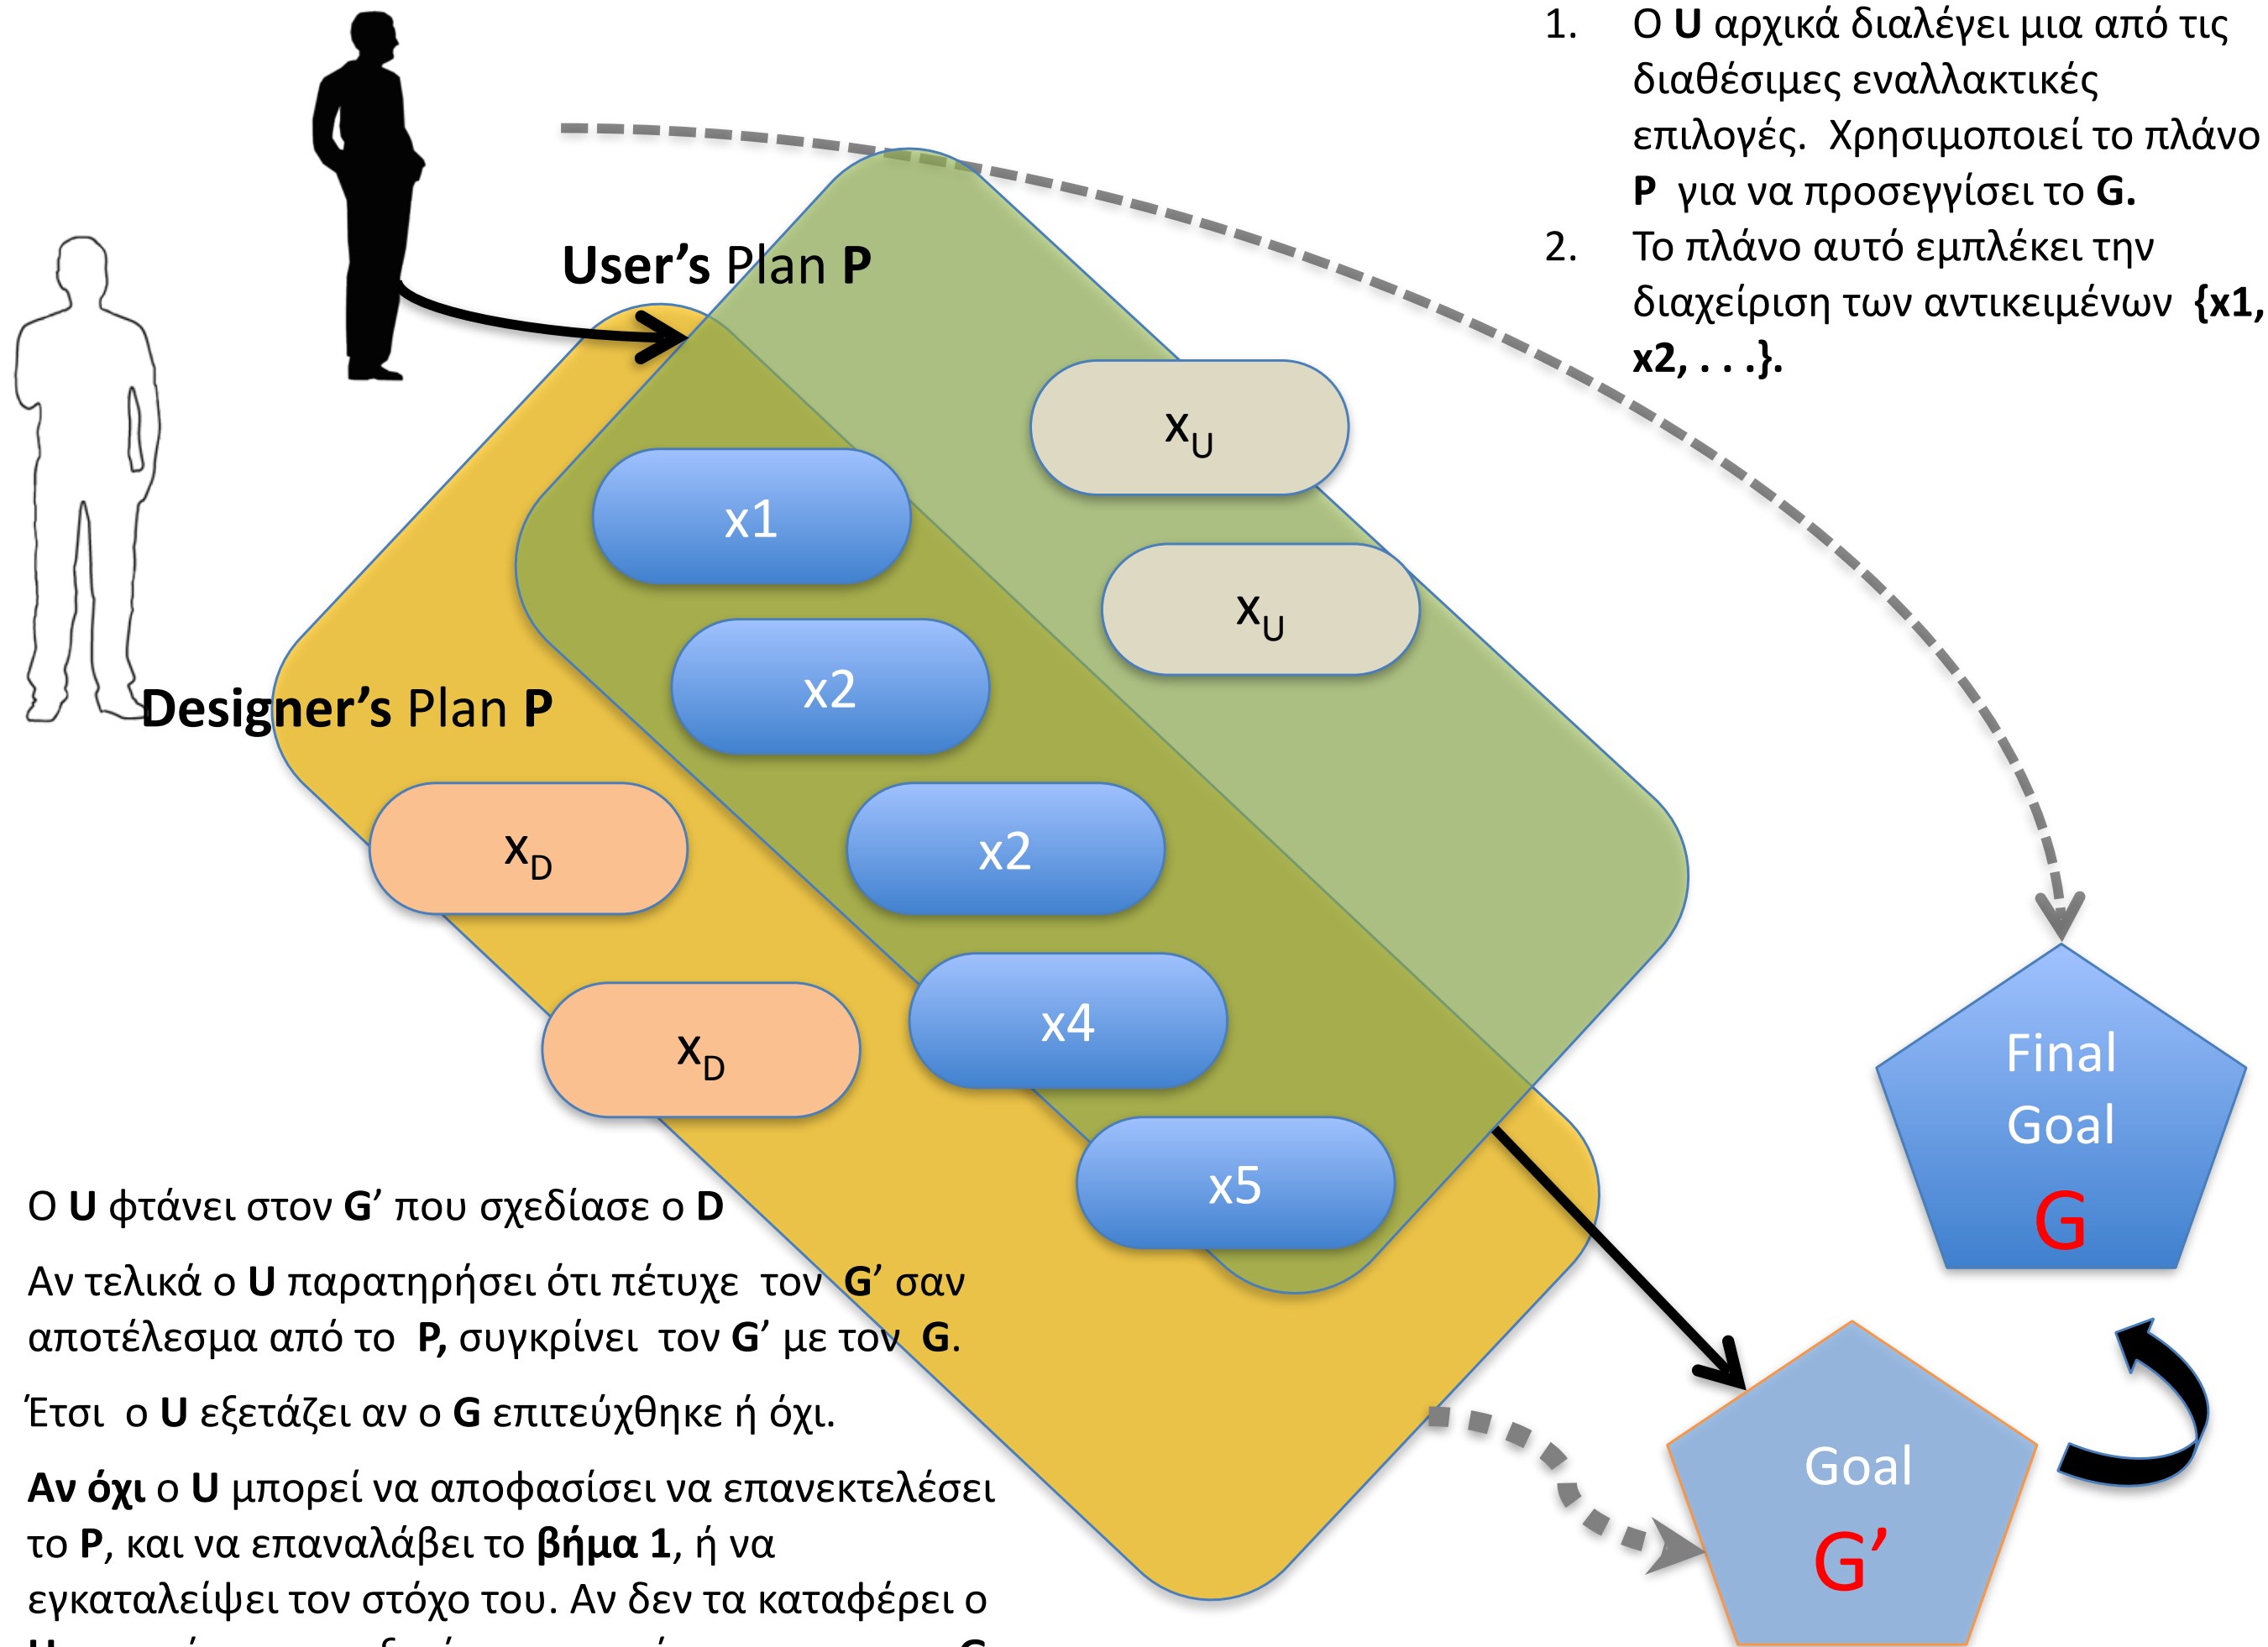 1. Ο U αρχικά διαλέγει μια από τις
διαθέσιμες εναλλακτικές
επιλογές. Χρησιμοποιεί το πλάνο
P για να προσεγγίσει το G.
2. Το πλάνο αυτό εμπλέκει την
διαχείριση των αντικειμένων {x1,
x2, . . .}.
User's Plan P
Designer's Plan P
xU
xU
x1
x2
x2
x4
x5
xD
xD
Final
Goal
G
Goal
G'
Ο U φτάνει στον G' που σχεδίασε ο D
Αν τελικά ο U παρατηρήσει ότι πέτυχε τον G' σαν
αποτέλεσμα από το P, συγκρίνει τον G' με τον G.
Έτσι ο U εξετάζει αν ο G επιτεύχθηκε ή όχι.
Αν όχι ο U μπορεί να αποφασίσει να επανεκτελέσει
το P, και να επαναλάβει το βήμα 1, ή να
εγκαταλείψει τον στόχο του. Αν δεν τα καταφέρει ο